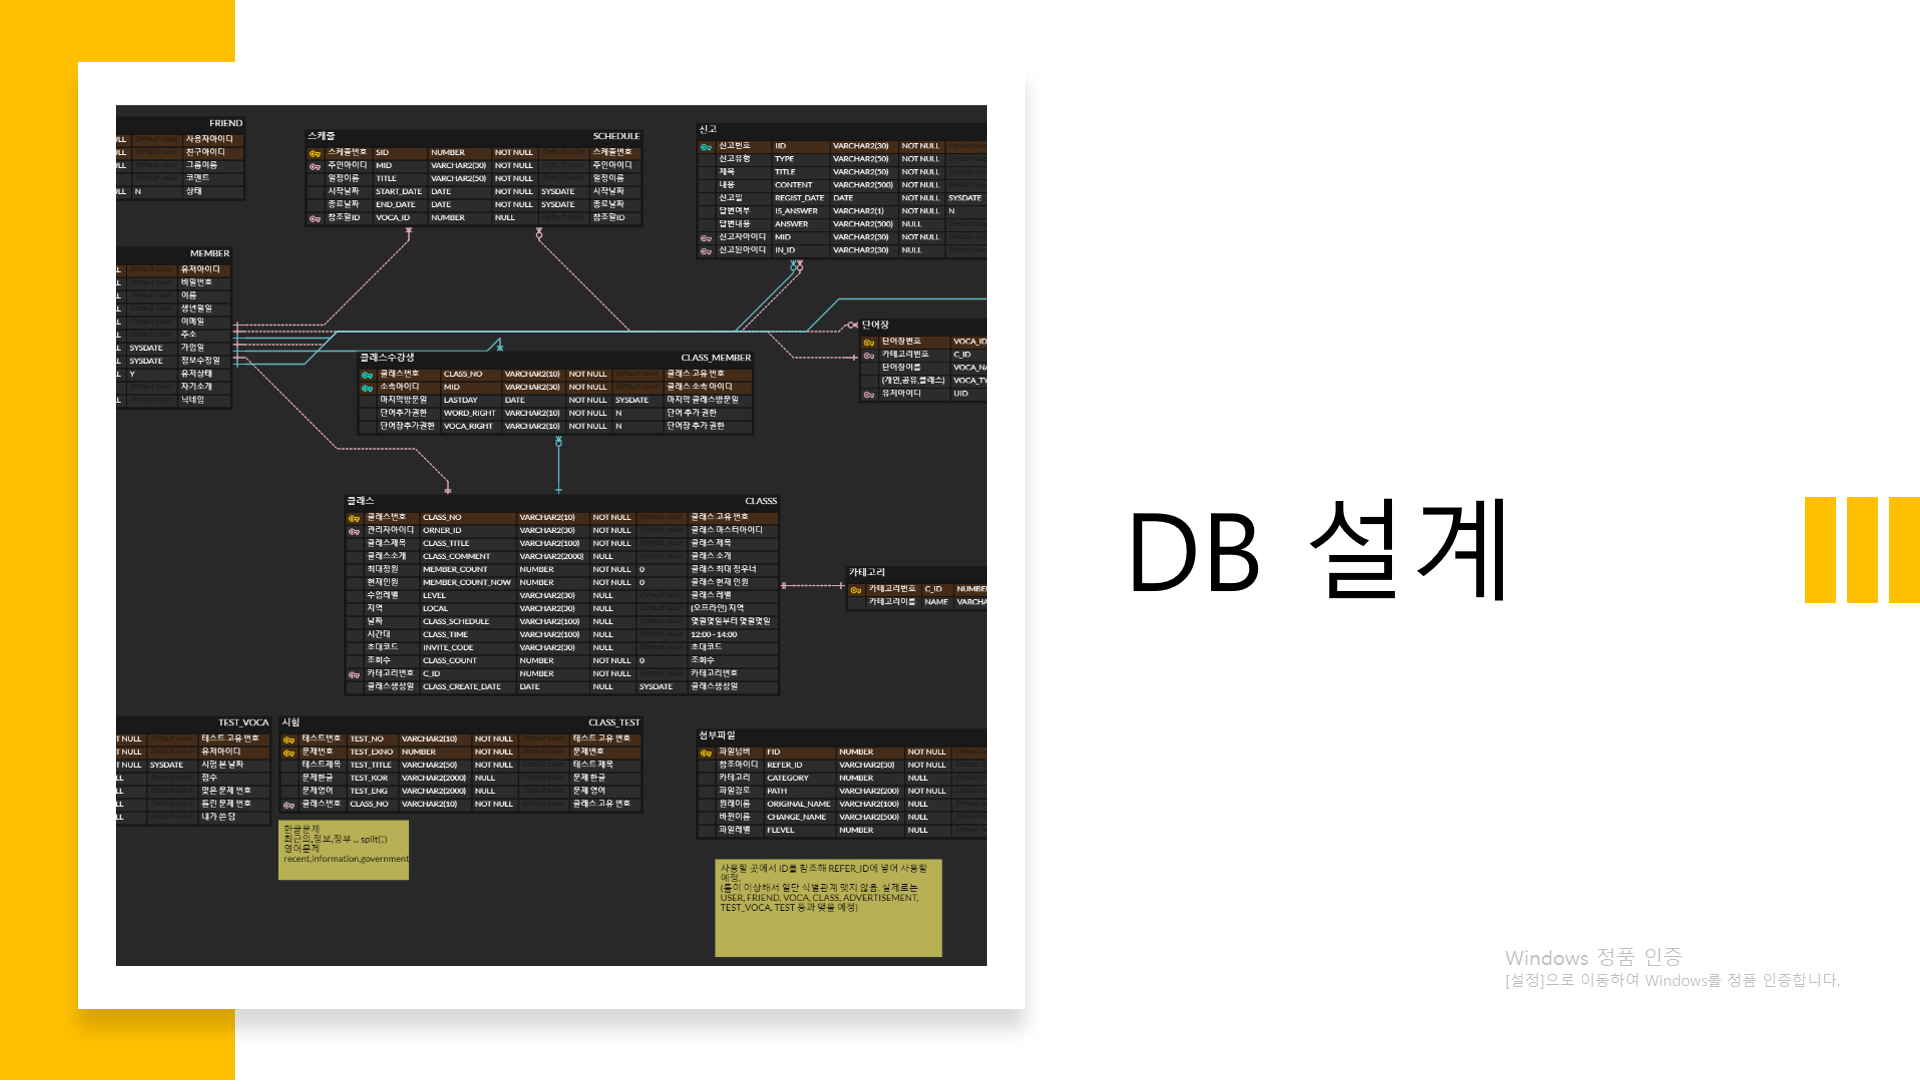 FRIEND
Default value 사용자아이디
Default value 친구아이디
Default value 그룹이름
Default value 코멘트
N 상태
스케줄 SCHEDULE
스케줄번호 SID NUMBER NOT NULL Default value 스케줄번호
주인아이디 MID VARCHAR2(30) NOT NULL Default value 주인아이디
일정이름 TITLE VARCHAR2(50) NOT NULL Default value 일정이름
시작날짜 START_DATE DATE NOT NULL SYSDATE 시작날짜
종료날짜 END_DATE DATE NOT NULL SYSDATE 종료날짜
참조할ID VOCA_ID NUMBER NULL Default value 참조할ID
신고
신고번호 IID VARCHAR2(30) NOT NULL
신고유형 TYPE VARCHAR2(50) NOT NULL
제목 TITLE VARCHAR2(50) NOT NULL
내용 CONTENT VARCHAR2(500) NOT NULL
신고일 REGIST_DATE DATE NOT NULL SYSDATE
답변여부 IS_ANSWER VARCHAR2(1) NOT NULL N
답변내용 ANSWER VARCHAR2(500) NULL
신고자아이디 MID VARCHAR2(30) NOT NULL
신고된아이디 IN_ID VARCHAR2(30) NULL
MEMBER
Default value 유저아이디
Default value 비밀번호
Default value 이름
Default value 생년월일
Default value 이메일
Default value 주소
SYSDATE 가입일
SYSDATE 정보수정일
Y 유저상태
Default value 자기소개
Default value 닉네임
단어장
단어장번호 VOCA_ID
카테고리번호 C_ID
단어장이름 VOCA_NA
(개인,공유,클래스) VOCA_TY
유저아이디 UID
클래스수강생 CLASS_MEMBER
클래스번호 CLASS_NO VARCHAR2(10) NOT NULL Default value 클래스 고유 번호
소속아이디 MID VARCHAR2(30) NOT NULL Default value 클래스 소속 아이디
마지막방문일 LASTDAY DATE NOT NULL SYSDATE 마지막 클래스방문일
단어추가권한 WORD_RIGHT VARCHAR2(10) NOT NULL N 단어 추가 권한
단어장추가권한 VOCA_RIGHT VARCHAR2(10) NOT NULL N 단어장 추가 권한
클래스 CLASSS
클래스번호 CLASS_NO VARCHAR2(10) NOT NULL Default value 클래스 고유 번호
관리자아이디 ORNER_ID VARCHAR2(30) NOT NULL Default value 클래스 마스터아이디
클래스제목 CLASS_TITLE VARCHAR2(100) NOT NULL Default value 클래스 제목
클래스소개 CLASS_COMMENT VARCHAR2(2000) NULL Default value 클래스 소개
최대정원 MEMBER_COUNT NUMBER NOT NULL 0 클래스 최대 정우너
현재인원 MEMBER_COUNT_NOW NUMBER NOT NULL 0 클래스 현재 인원
수업레벨 LEVEL VARCHAR2(30) NULL Default value 클래스 레벨
지역 LOCAL VARCHAR2(30) NULL Default value (오프라인) 지역
날짜 CLASS_SCHEDULE VARCHAR2(100) NULL Default value 몇월몇일부터 몇월몇일
시간대 CLASS_TIME VARCHAR2(100) NULL Default value 12:00 - 14:00
초대코드 INVITE_CODE VARCHAR2(30) NULL Default value 초대코드
조회수 CLASS_COUNT NUMBER NOT NULL 0 조회수
카테고리번호 C_ID NUMBER NOT NULL Default value 카테고리번호
클래스생성일 CLASS_CREATE_DATE DATE NULL SYSDATE 클래스생성일
카테고리
카테고리번호 C_ID NUMBE
카테고리이름 NAME VARCHA
TEST_VOCA
T NULL Default value 테스트 고유 번호
T NULL Default value 유저아이디
T NULL SYSDATE 시험 본 날짜
LL Default value 점수
LL Default value 맞은 문제 번호
LL Default value 틀린 문제 번호
LL Default value 내가 쓴 답
시험 CLASS_TEST
테스트번호 TEST_NO VARCHAR2(10) NOT NULL Default value 테스트 고유 번호
문제번호 TEST_EXNO NUMBER NOT NULL Default value 문제번호
테스트제목 TEST_TITLE VARCHAR2(50) NOT NULL Default value 테스트 제목
문제한글 TEST_KOR VARCHAR2(2000) NULL Default value 문제 한글
문제영어 TEST_ENG VARCHAR2(2000) NULL Default value 문제 영어
클래스번호 CLASS_NO VARCHAR2(10) NOT NULL Default value 클래스 고유 번호
첨부파일
파일넘버 FID NUMBER NOT NULL
참조아이디 REFER_ID VARCHAR2(30) NOT NULL
카테고리 CATEGORY NUMBER NULL
파일경로 PATH VARCHAR2(200) NOT NULL
원래이름 ORIGINAL_NAME VARCHAR2(100) NULL
바뀐이름 CHANGE_NAME VARCHAR2(500) NULL
파일레벨 FLEVEL NUMBER NULL
한글문제
최근의,정보,정부 ... split(',')
영어문제
recent,information,government
사용할 곳에서 ID를 참조해 REFER_ID에 넣어 사용할
예정.
(툴이 이상해서 일단 식별관계 맺지 않음. 실제로는
USER, FRIEND, VOCA, CLASS, ADVERTISEMENT,
TEST_VOCA, TEST 등과 맺을 예정)
DB 설계
Windows 정품 인증
[설정]으로 이동하여 Windows를 정품 인증합니다.